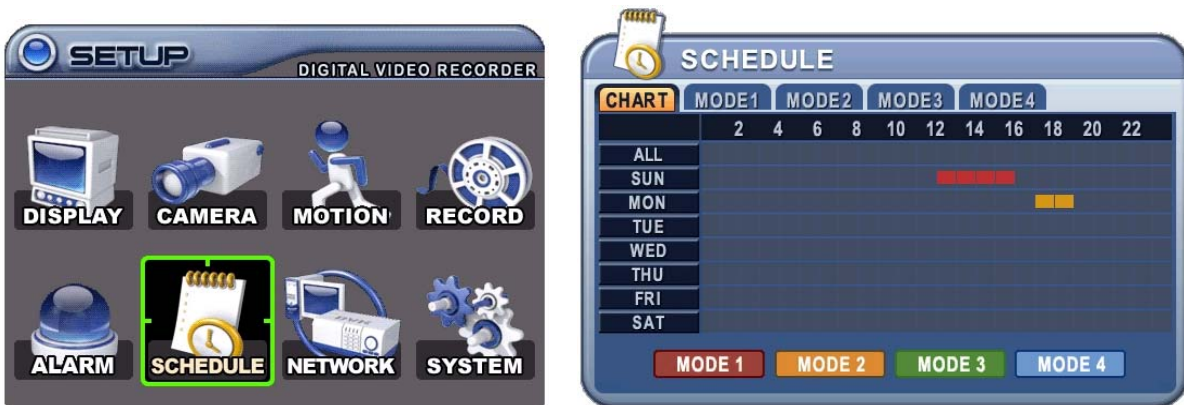 SETUP
DIGITAL VIDEO RECORDER
DISPLAY CAMERA MOTION RECORD
ALARM SCHEDULE NETWORK SYSTEM
SCHEDULE
CHART MODE1 MODE2 MODE3 MODE4
2 4 6 8 10 12 14 16 18 20 22
ALL
SUN
MON
TUE
WED
THU
FRI
SAT
MODE 1 MODE 2 MODE 3 MODE 4